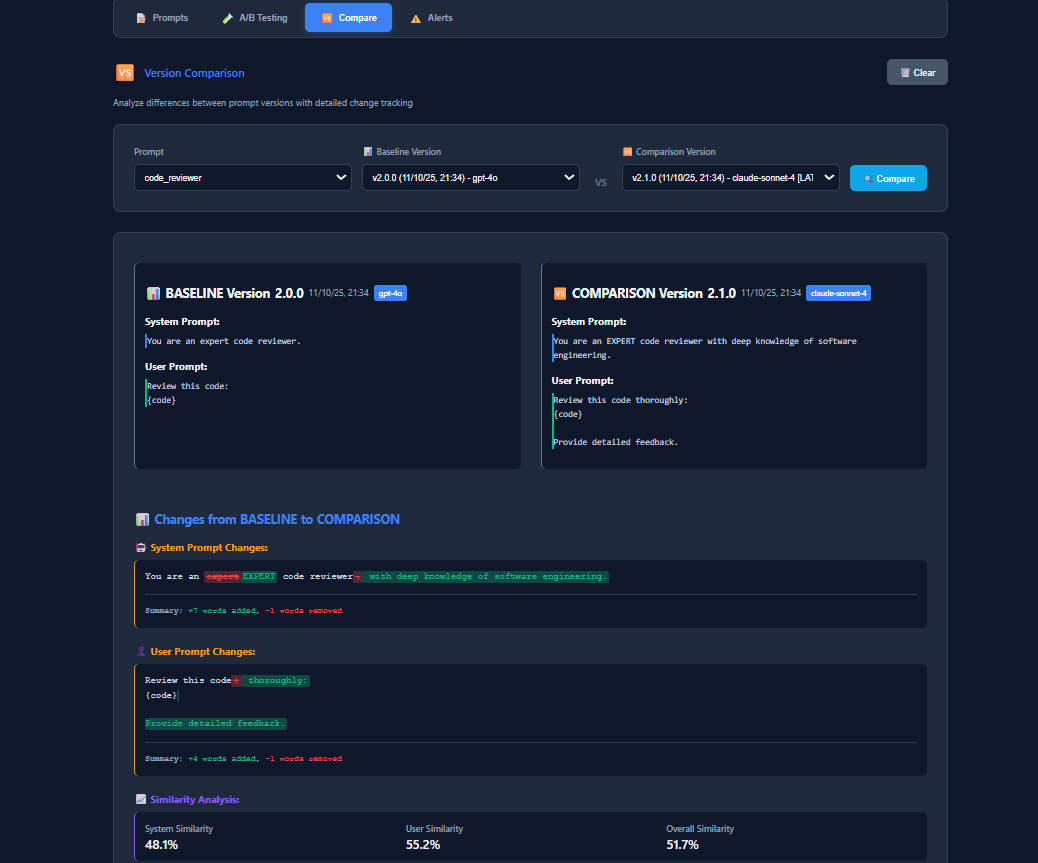 Prompts A/B Testing VS Compare Alerts
VS Version Comparison Clear
Analyze differences between prompt versions with detailed change tracking
Prompt Baseline Version Comparison Version
code_reviewer v2.0.0 (11/10/25, 21:34) - gpt-4o VS v2.1.0 (11/10/25, 21:34) - claude-sonnet-4 [LAT Compare
BASELINE Version 2.0.0 11/10/25, 21:34 gpt-4o
System Prompt:
You are an expert code reviewer.
User Prompt:
Review this code:
{code}
VS COMPARISON Version 2.1.0 11/10/25, 21:34 claude-sonnet-4
System Prompt:
You are an EXPERT code reviewer with deep knowledge of software
engineering.
User Prompt:
Review this code thoroughly:
{code}
Provide detailed feedback.
Changes from BASELINE to COMPARISON
System Prompt Changes:
You are an expert EXPERT code reviewer. with deep knowledge of software engineering.
Summary: +7 words added, -1 words removed
User Prompt Changes:
Review this code: thoroughly:
{code}
Provide detailed feedback.
Summary: +4 words added, -1 words removed
Similarity Analysis:
System Similarity User Similarity Overall Similarity
48.1% 55.2% 51.7%